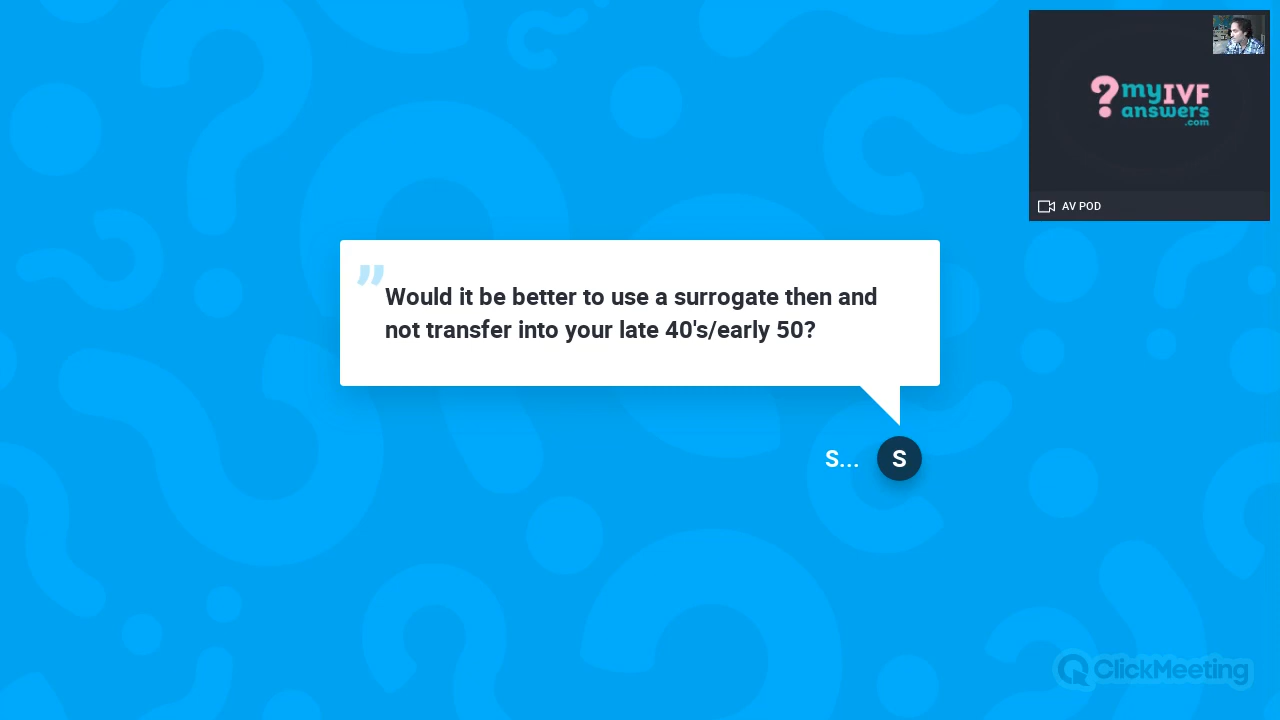 ?myIVF
answers
.com
AV POD
"
Would it be better to use a surrogate then and
not transfer into your late 40's/early 50?
S...
S
ClickMeeting